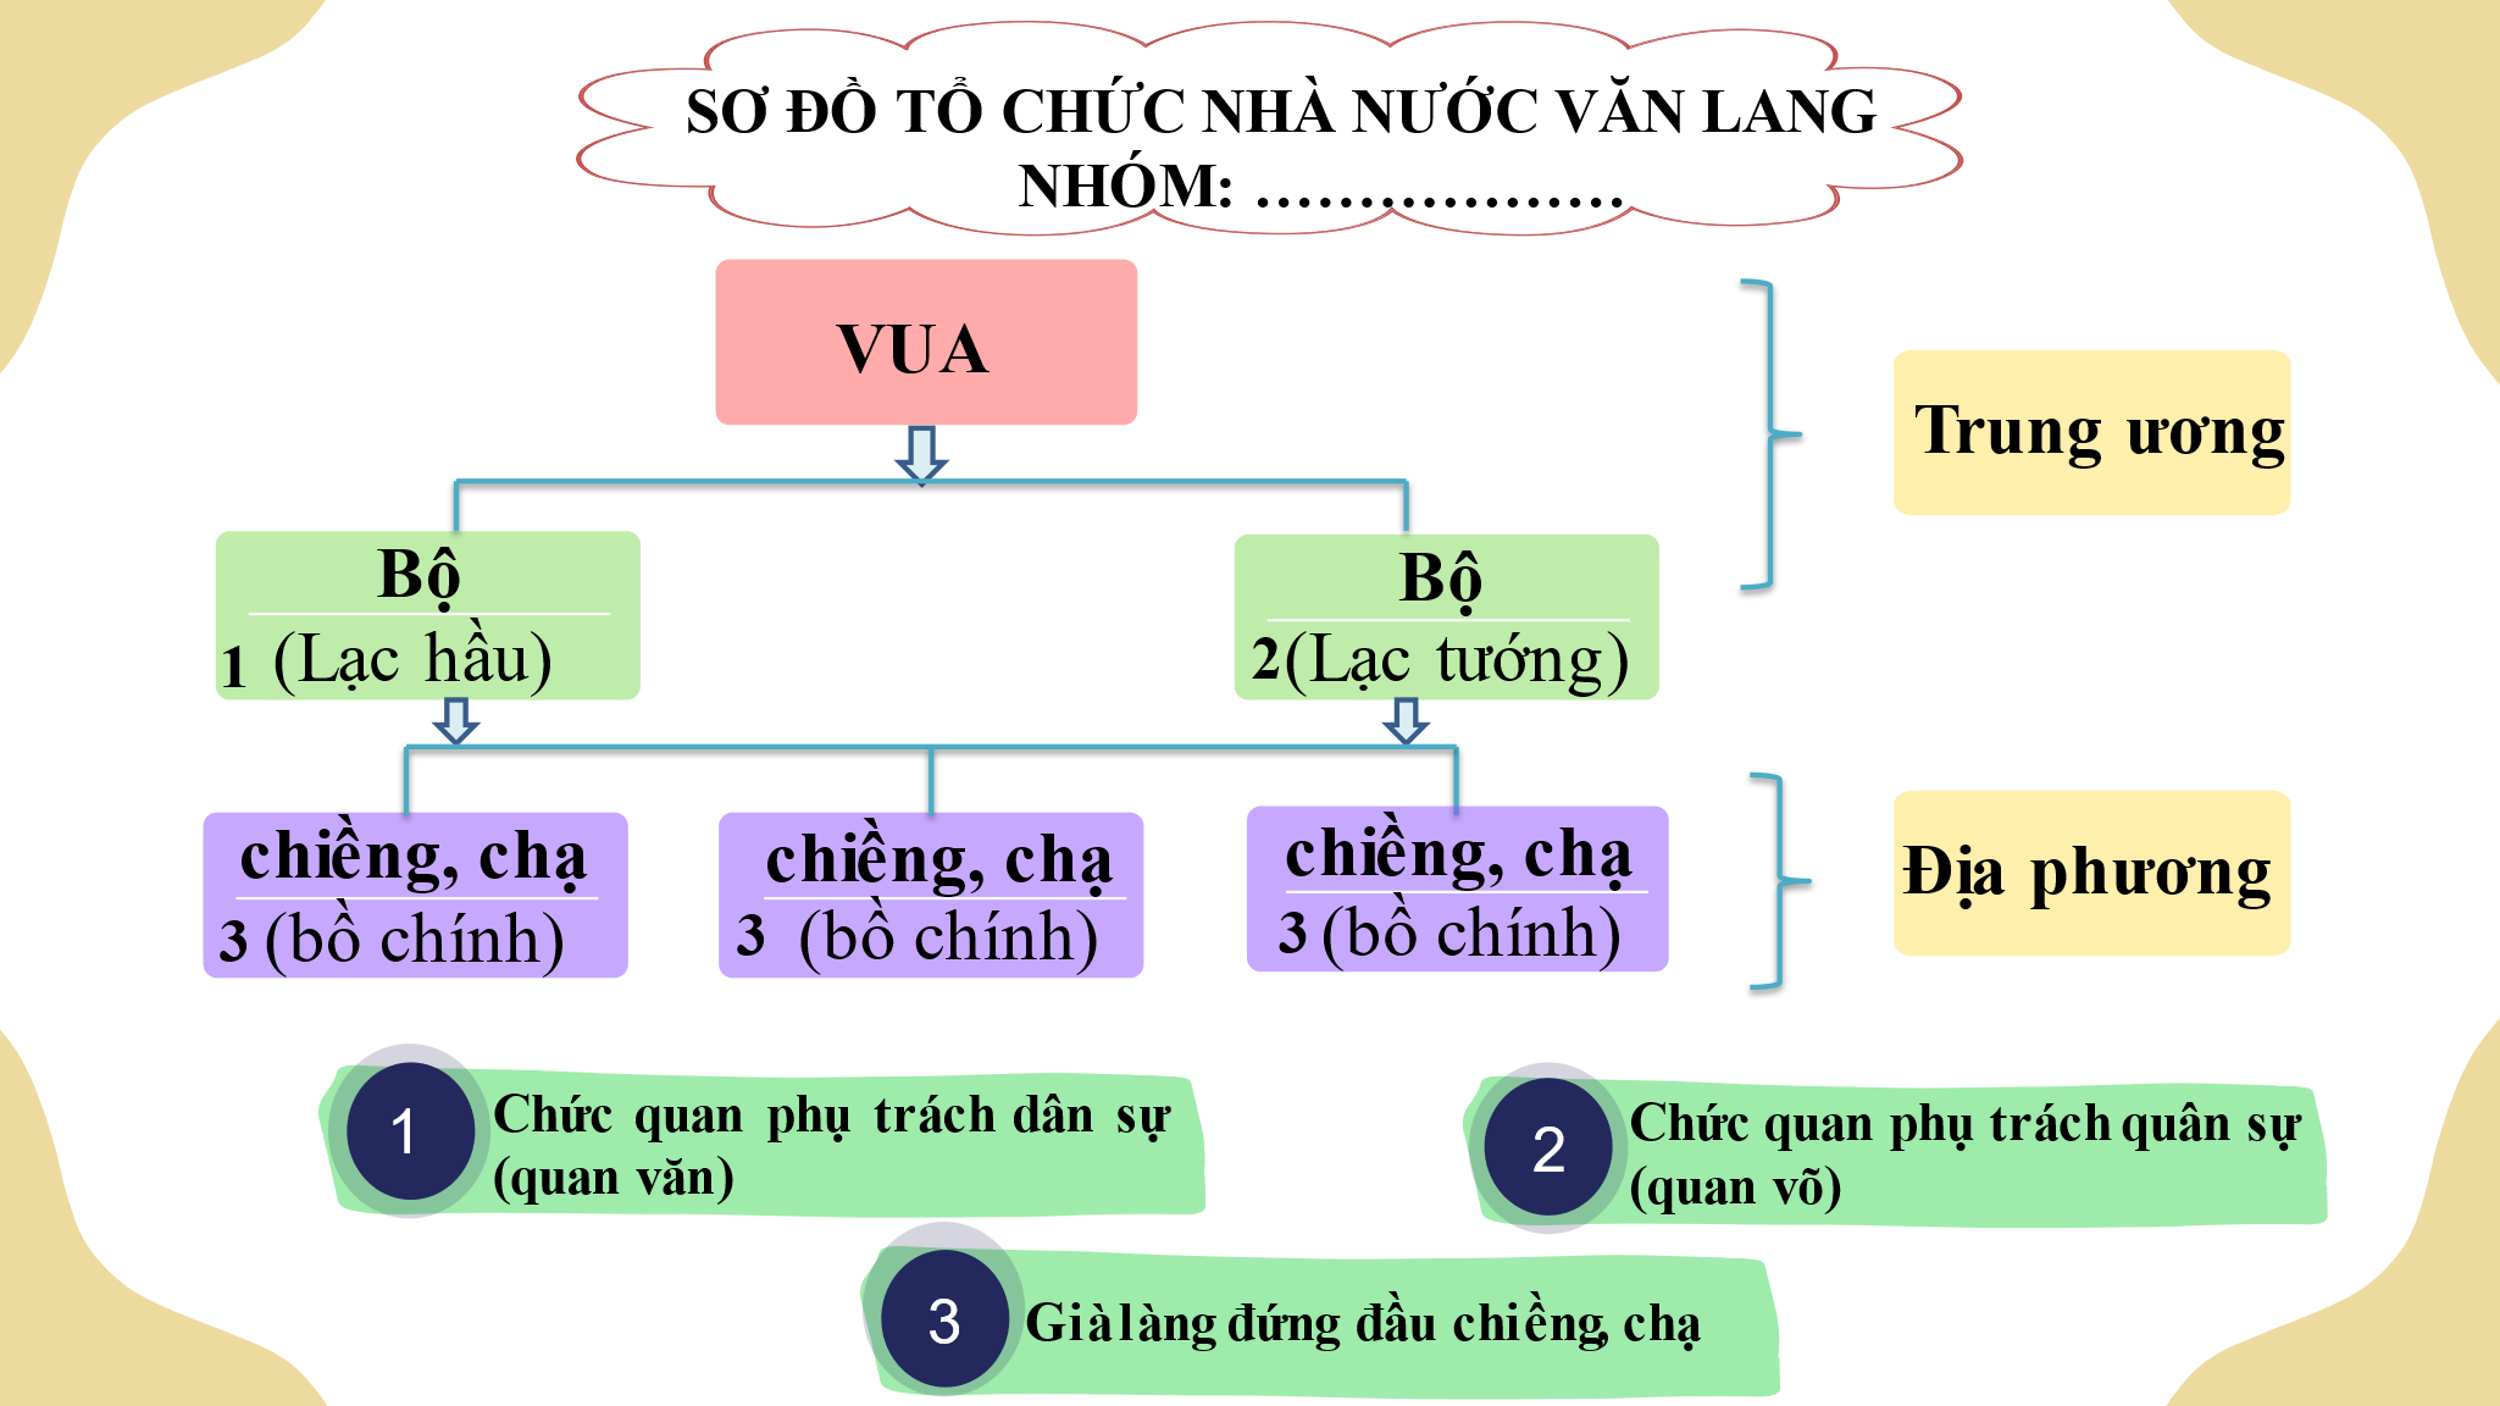 SƠ ĐỒ TỔ CHỨC NHÀ NƯỚC VĂN LANG
NHÓM: ..................
VUA
Trung ương
Bộ
1 (Lạc hầu)
Bộ
2(Lạc tướng)
chiềng, chạ
3 (bồ chính)
chiềng, chạ
3 (bồ chính)
chiềng, chạ
3 (bồ chính)
Địa phương
1
Chức quan phụ trách dân sự
(quan văn)
2
Chức quan phụ trách quân sự
(quan võ)
3
Già làng đứng đầu chiềng, chạ